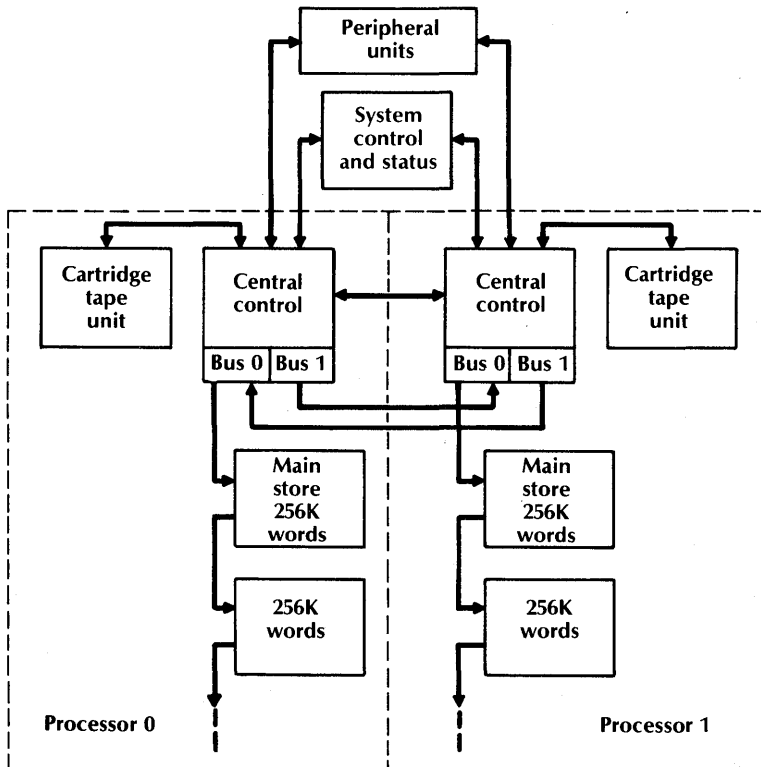 Peripheral
units
System
control
and status
Cartridge
tape
unit
Central
control
Central
control
Cartridge
tape
unit
Bus 0
Bus 1
Bus 0
Bus 1
Main
store
256K
words
Main
store
256K
words
256K
words
256K
words
Processor 0
Processor 1